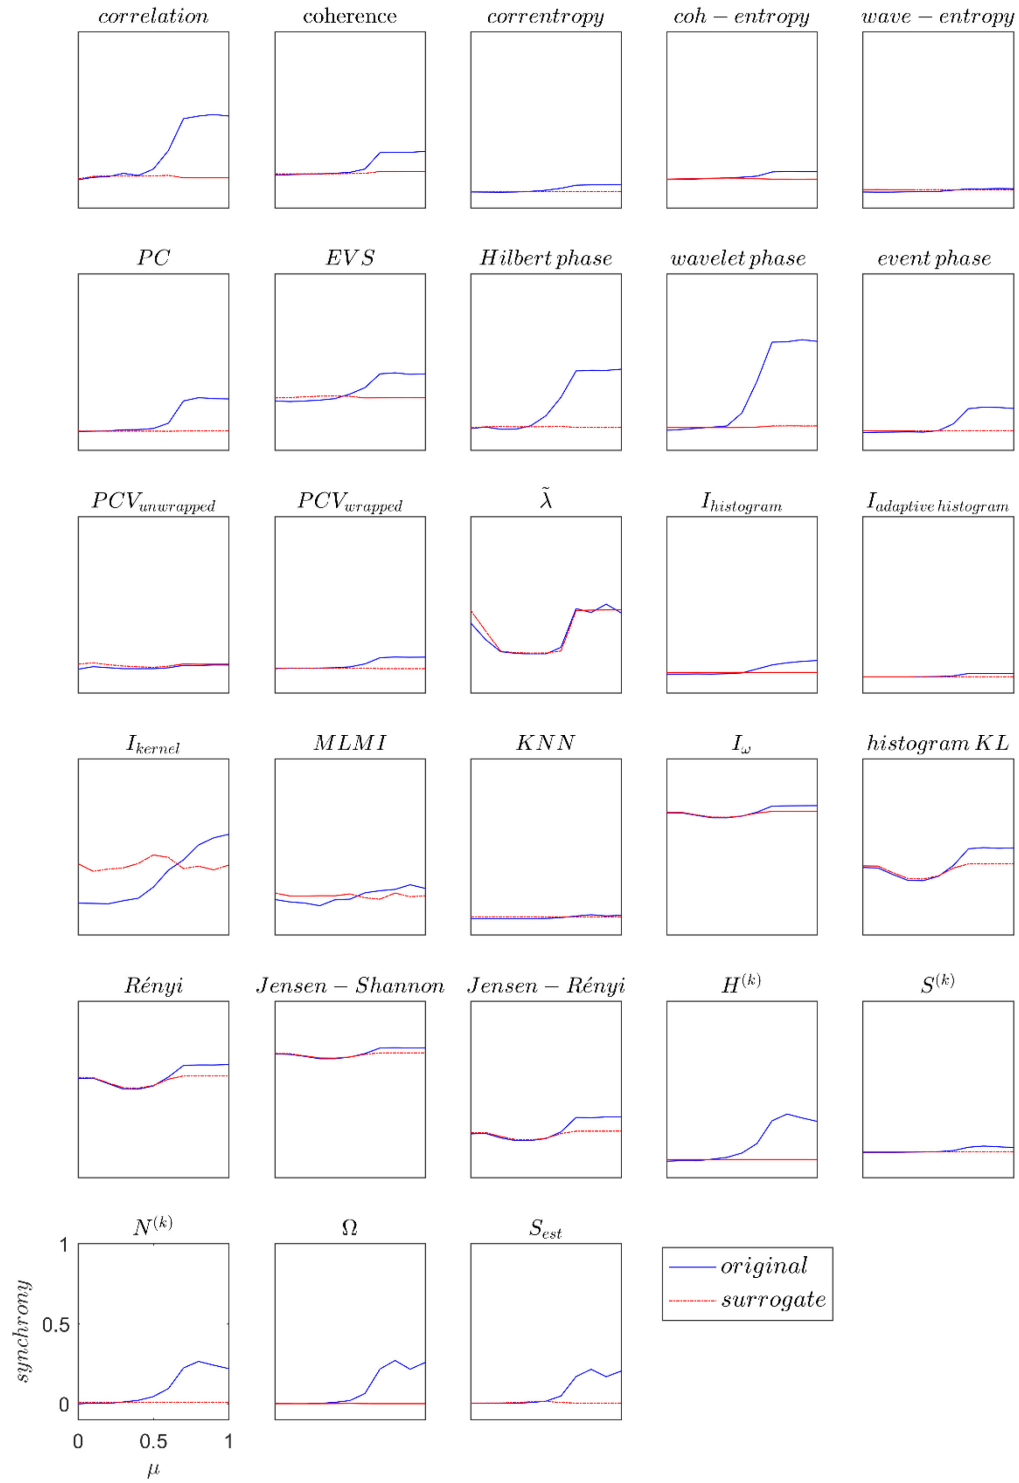 correlation coherence correntropy coh – entropy wave – entropy
PC EVS Hilbert phase wavelet phase event phase
PCV_unwrapped PCV_wrapped λ̃ I_histogram I_adaptive histogram
I_kernel MLMI KNN I_ω histogram KL
Rényi Jensen – Shannon Jensen – Rényi H^(k) S^(k)
N^(k) Ω S_est
1
original
surrogate
0.5
synchrony
0
0 0.5 1
μ